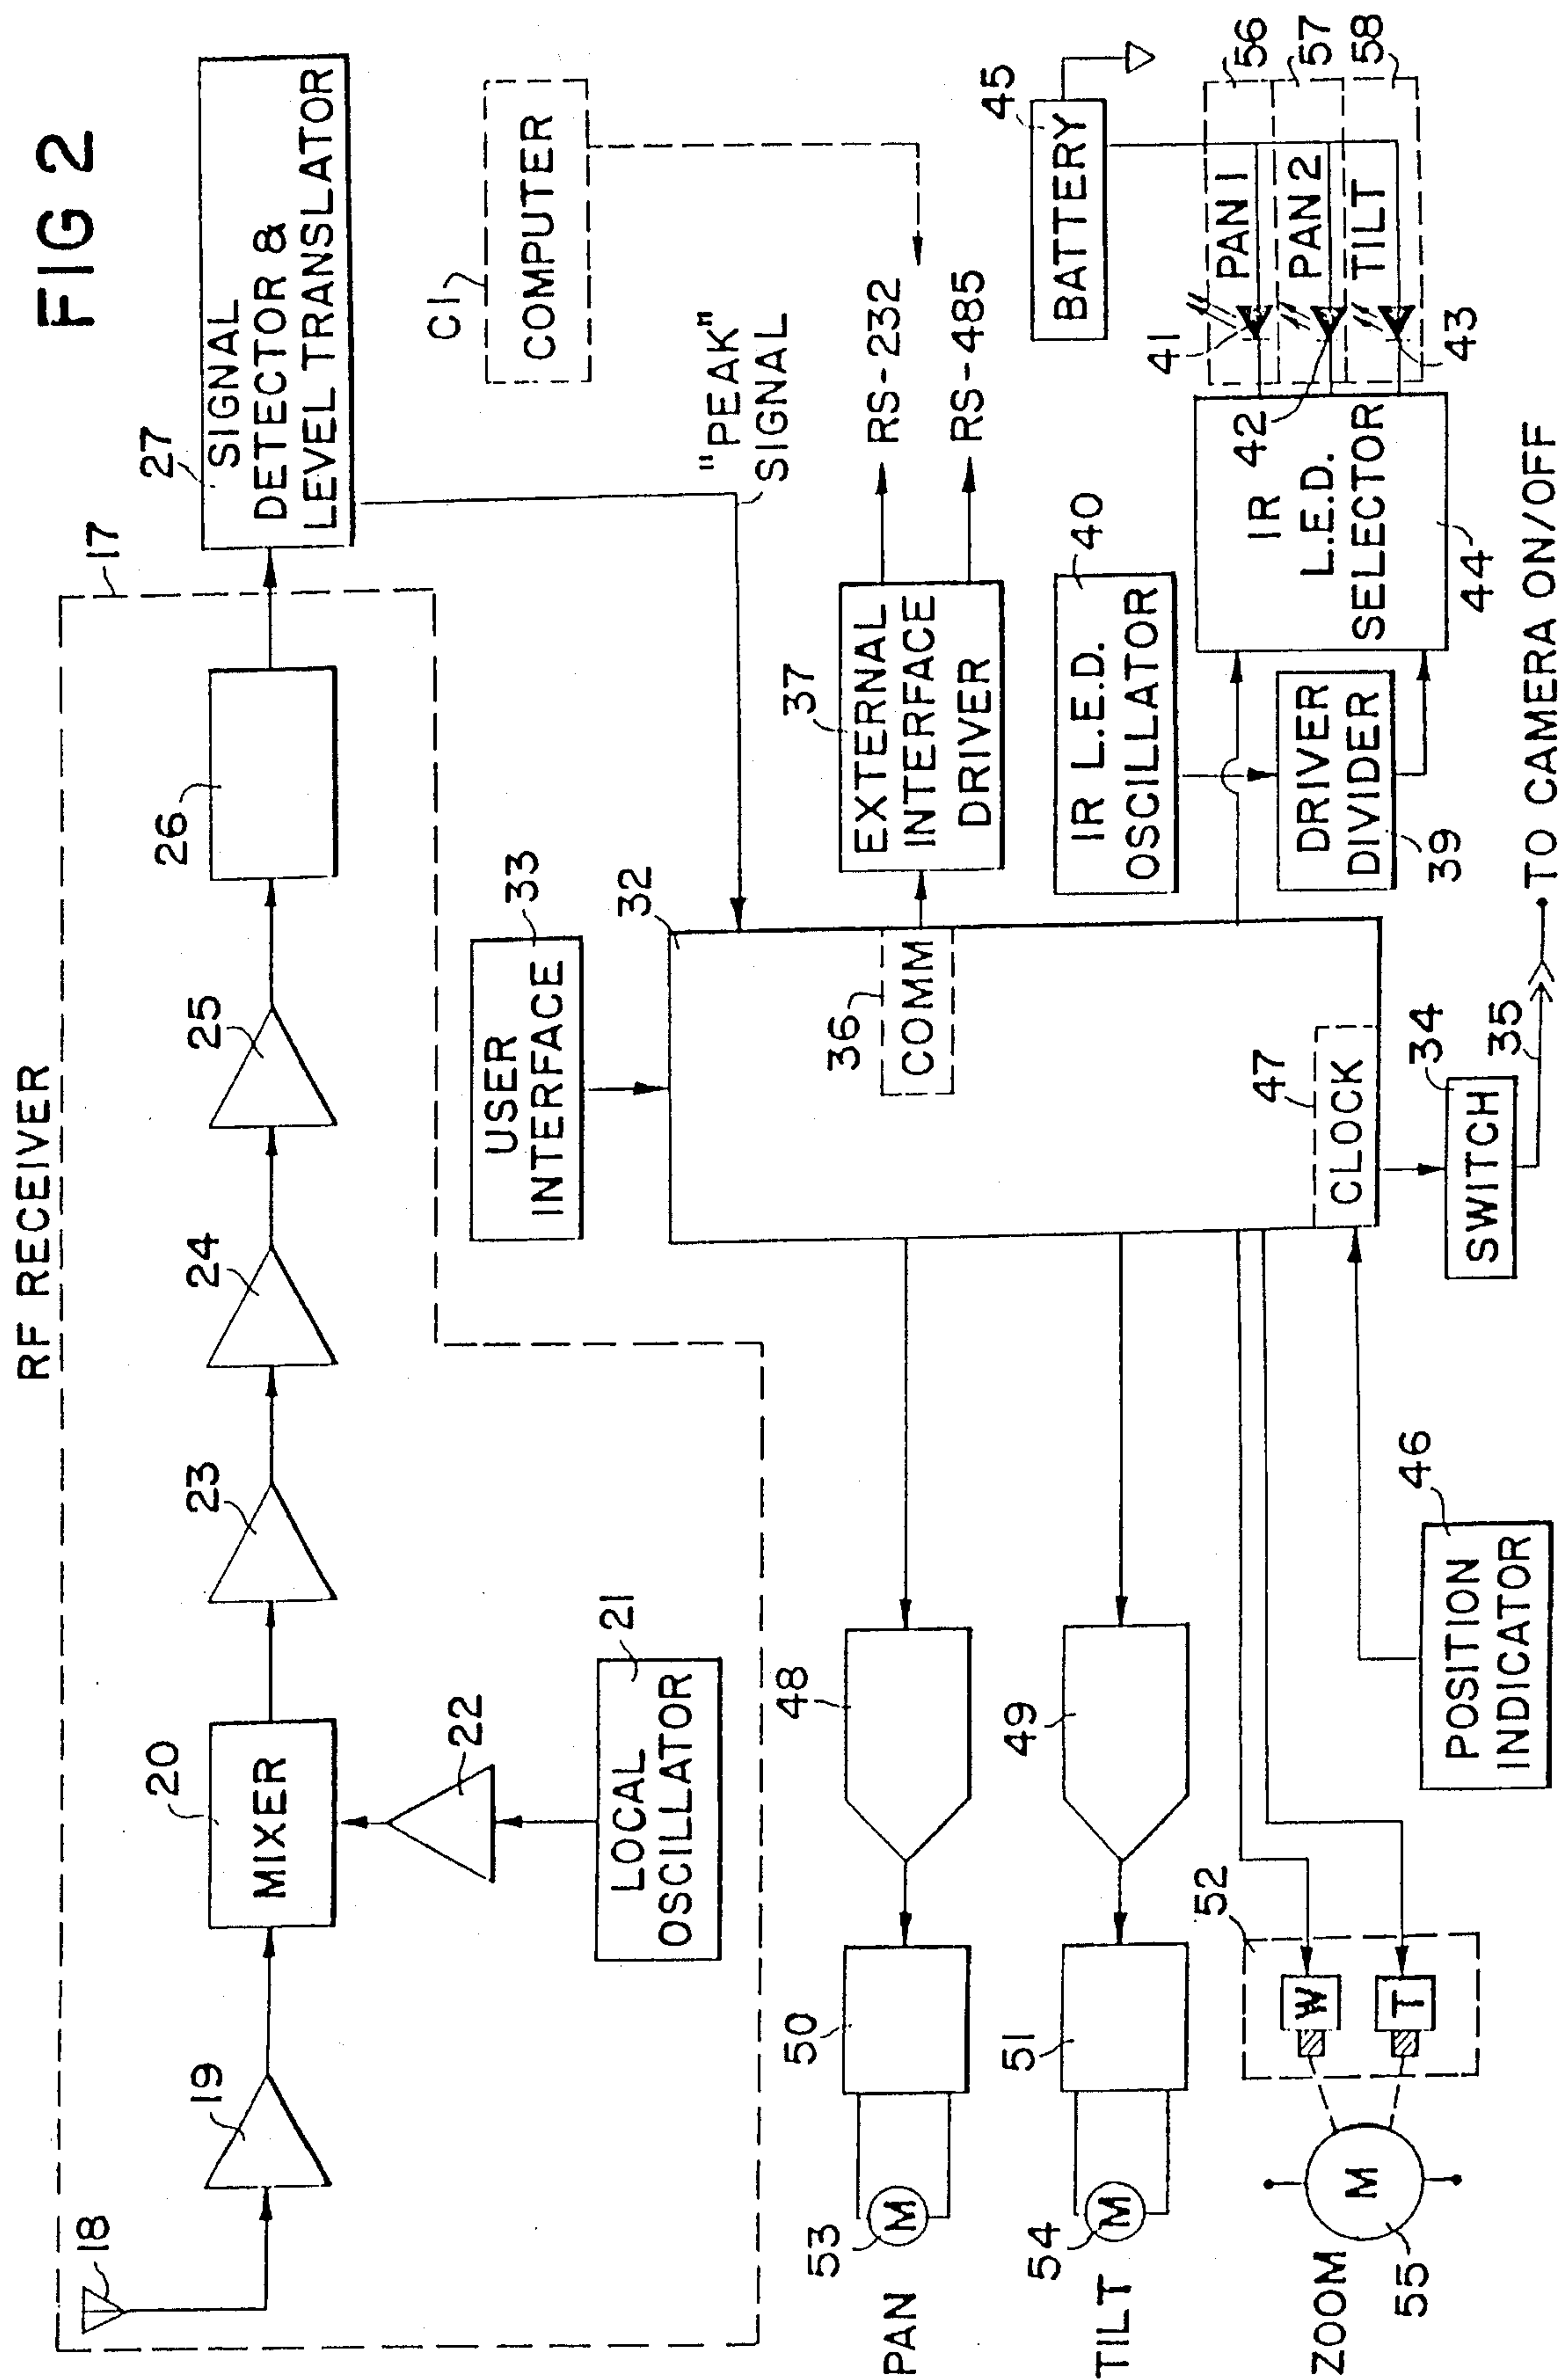 FIG 2
RF RECEIVER
17
18
19
20
MIXER
22
21
LOCAL
OSCILLATOR
23
24
25
26
27
SIGNAL
DETECTOR &
LEVEL TRANSLATOR
C1
COMPUTER
"PEAK"
SIGNAL
33
USER
INTERFACE
32
36
COMM
47
CLOCK
37
EXTERNAL
INTERFACE
DRIVER
RS-232
RS-485
40
IR L.E.D.
OSCILLATOR
DRIVER
DIVIDER
39
IR
L.E.D.
SELECTOR
44
45
BATTERY
41
PAN 1
56
42
PAN 2
57
43
TILT
58
34
SWITCH
35
TO CAMERA ON/OFF
46
POSITION
INDICATOR
48
50
53
M
PAN
49
51
54
M
TILT
52
W
T
M
55
ZOOM